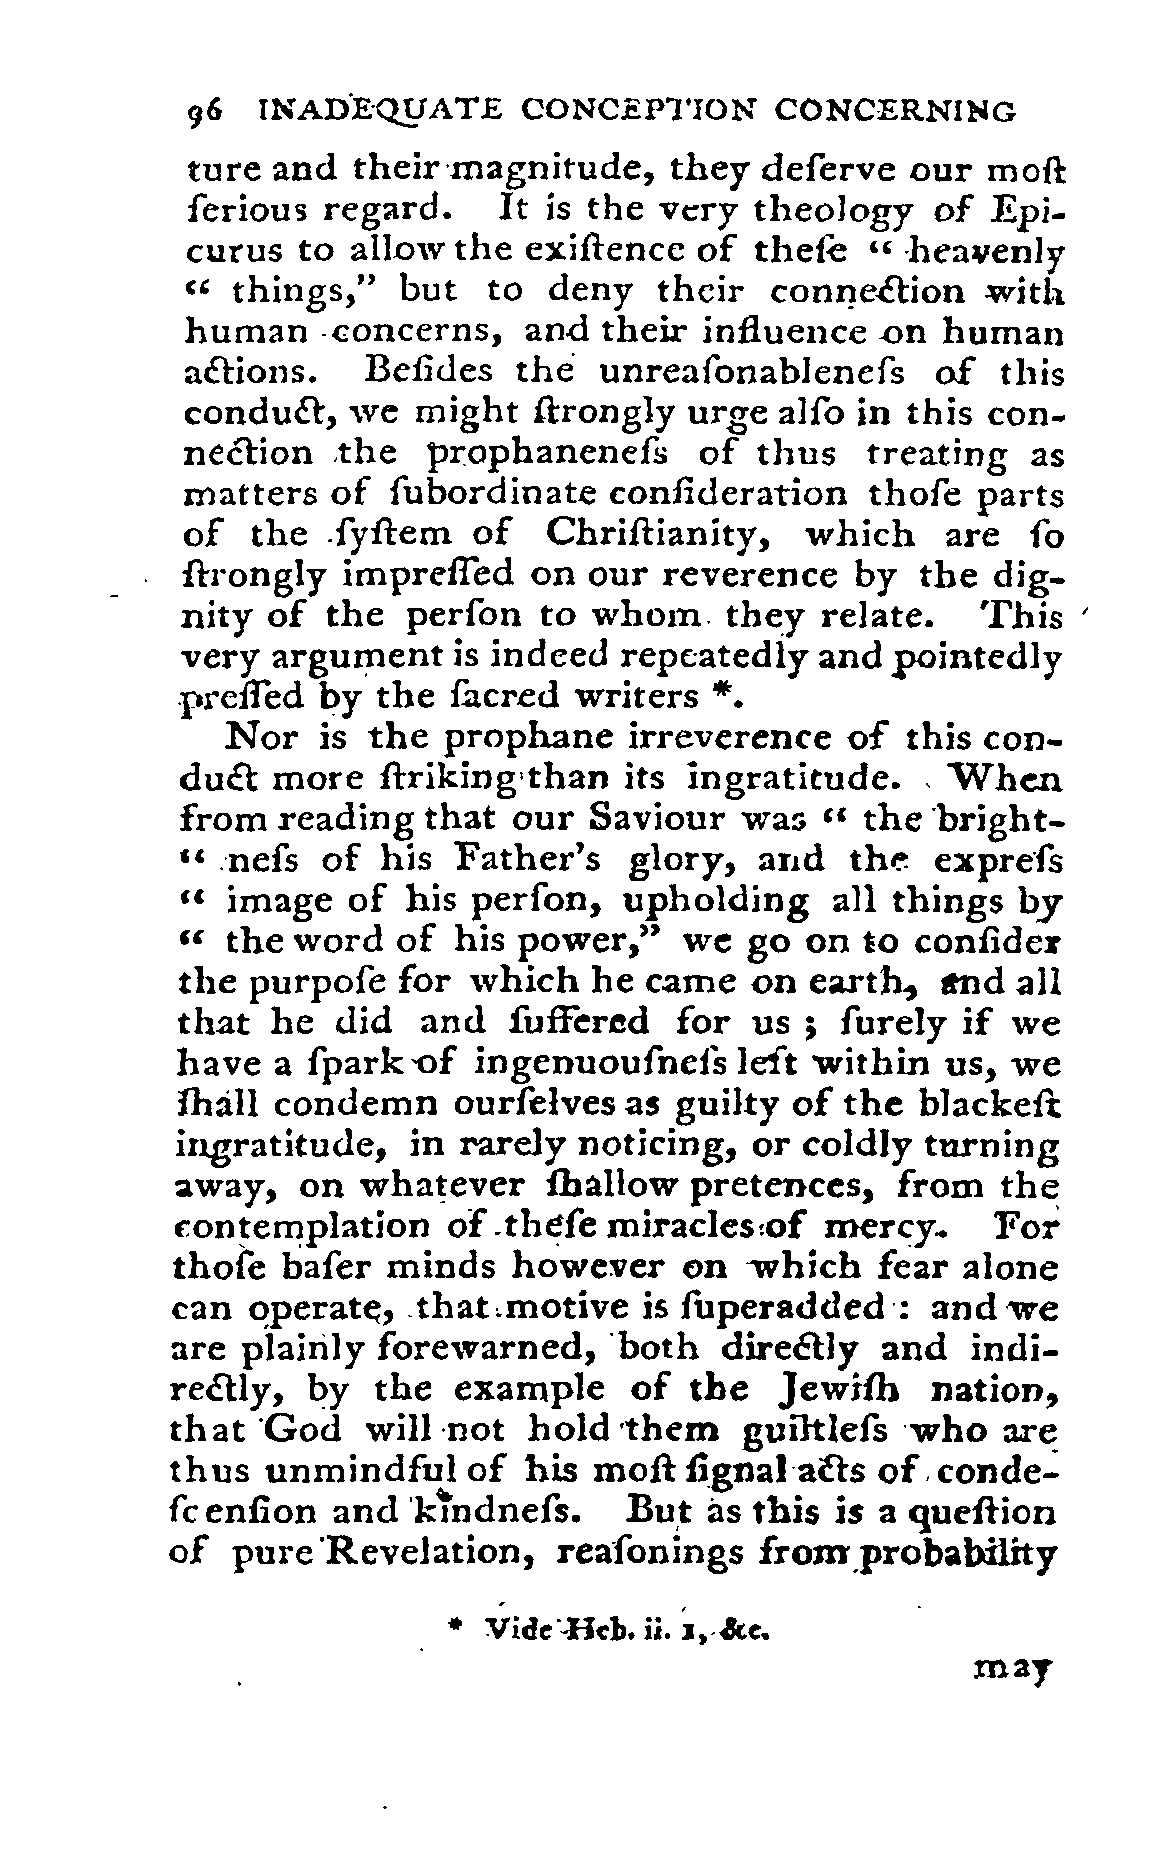 96 INADEQUATE CONCEPTION CONCERNING
ture and their magnitude, they deſerve our moſt
ſerious regard. It is the very theology of Epi-
curus to allow the exiſtence of theſe “ heavenly
“ things,” but to deny their connection with
human concerns, and their influence on human
actions. Beſides the unreaſonableneſs of this
conduct, we might ſtrongly urge alſo in this con-
nection the prophaneneſs of thus treating as
matters of ſubordinate conſideration thoſe parts
of the ſyſtem of Chriſtianity, which are ſo
ſtrongly impreſſed on our reverence by the dig-
nity of the perſon to whom they relate. This
very argument is indeed repeatedly and pointedly
preſſed by the ſacred writers *.
Nor is the prophane irreverence of this con-
duct more ſtriking than its ingratitude. When
from reading that our Saviour was “ the bright-
“ neſs of his Father’s glory, and the expreſs
“ image of his perſon, upholding all things by
“ the word of his power,” we go on to conſider
the purpoſe for which he came on earth, and all
that he did and ſuffered for us ; ſurely if we
have a ſpark of ingenuouſneſs left within us, we
ſhall condemn ourſelves as guilty of the blackeſt
ingratitude, in rarely noticing, or coldly turning
away, on whatever ſhallow pretences, from the
contemplation of theſe miracles of mercy. For
thoſe baſer minds however on which fear alone
can operate, that motive is ſuperadded : and we
are plainly forewarned, both directly and indi-
rectly, by the example of the Jewiſh nation,
that God will not hold them guiltleſs who are
thus unmindful of his moſt ſignal acts of conde-
ſcenſion and kindneſs. But as this is a queſtion
of pure Revelation, reaſonings from probability
* Vide Heb. ii. 1, &c.
may